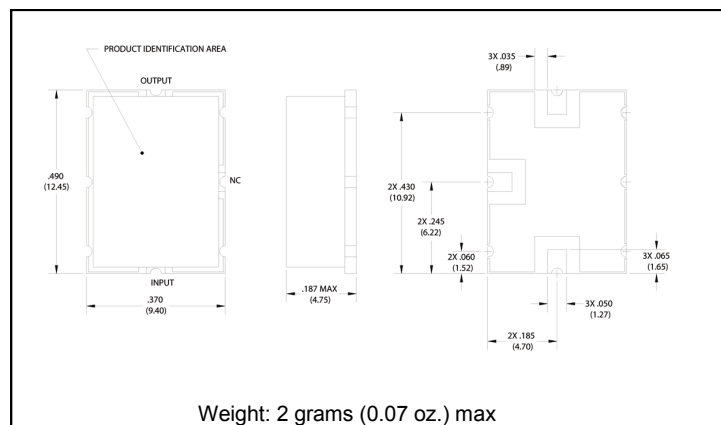 PRODUCT IDENTIFICATION AREA
OUTPUT
3X .035
(.89)
.490
(12.45)
NC
2X .430
(10.92)
2X .245
(6.22)
2X .060
(1.52)
3X .065
(1.65)
INPUT
.187 MAX
(4.75)
3X .050
(1.27)
.370
(9.40)
2X .185
(4.70)
Weight: 2 grams (0.07 oz.) max